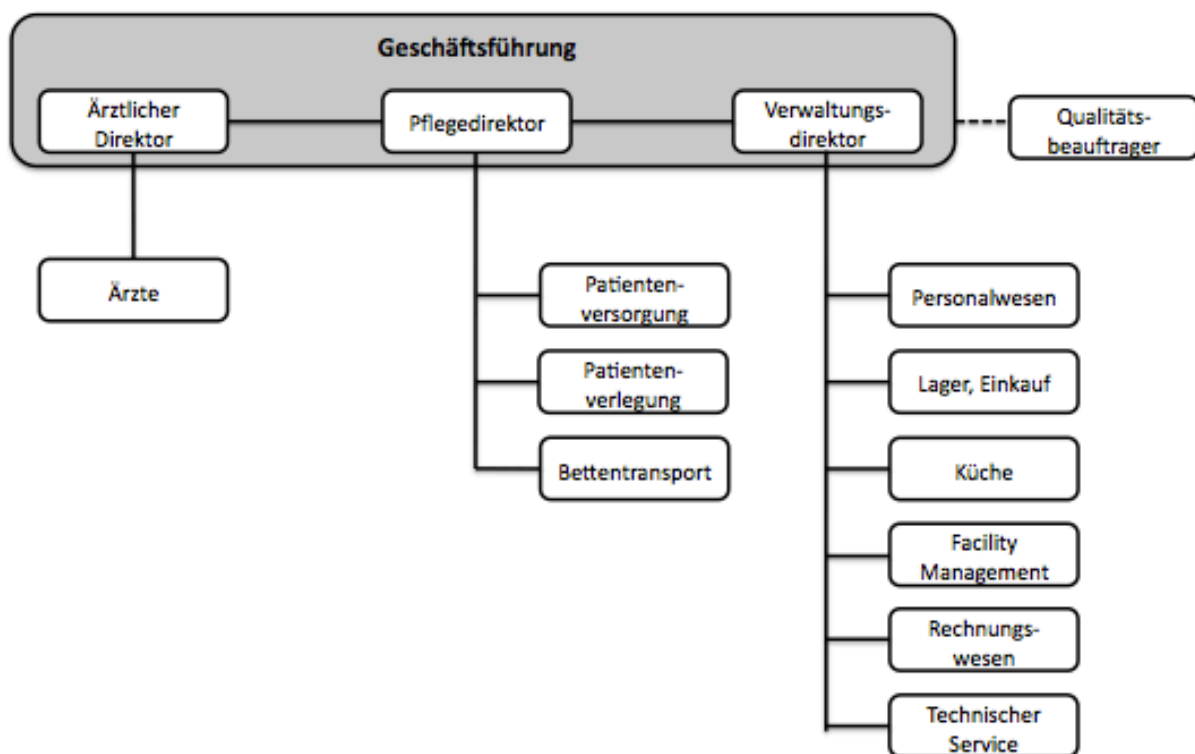 Geschäftsführung
Ärztlicher
Direktor
Pflegedirektor
Verwaltungs-
direktor
Qualitäts-
beauftrager
Ärzte
Patienten-
versorgung
Patienten-
verlegung
Bettentransport
Personalwesen
Lager, Einkauf
Küche
Facility
Management
Rechnungs-
wesen
Technischer
Service